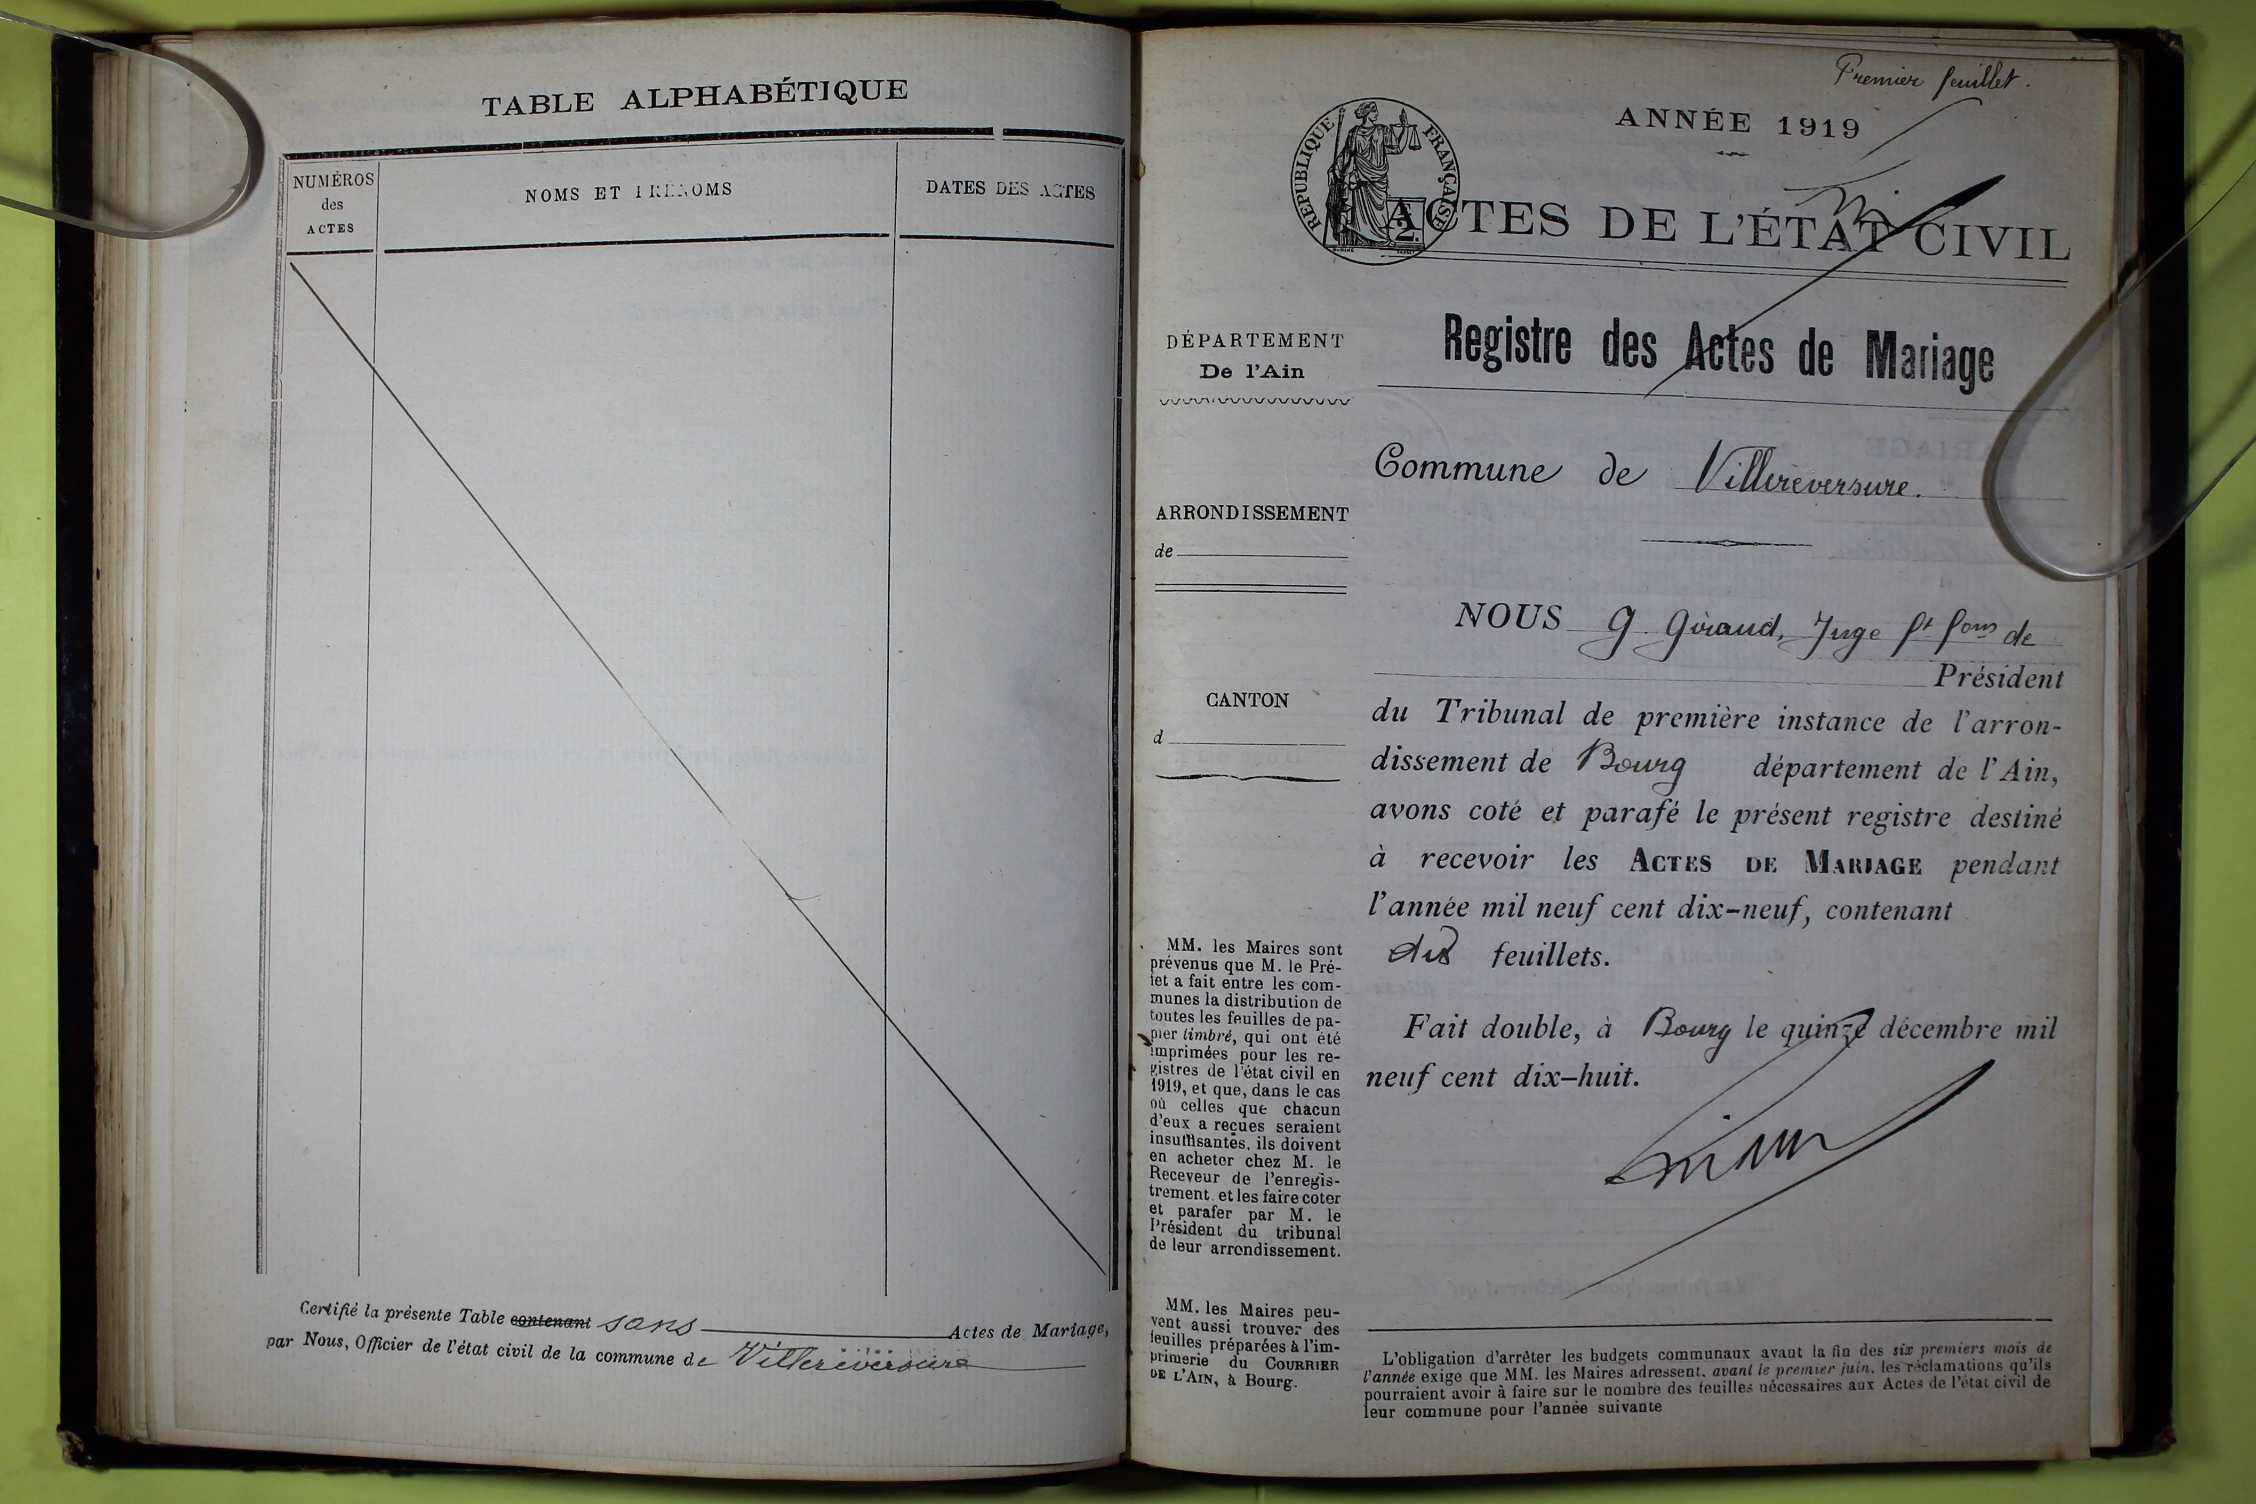 TABLE ALPHABÉTIQUE
NUMÉROS
des
ACTES
NOMS ET PRÉNOMS
DATES DES ACTES
Certifié la présente Table contenant sans Actes de Mariage,
par Nous, Officier de l'état civil de la commune de Villereversure
Premier feuillet.
ANNÉE 1919
RÉPUBLIQUE FRANÇAISE
2
ACTES DE L'ÉTAT CIVIL
Registre des Actes de Mariage
DÉPARTEMENT
De l'Ain
Commune de Villereversure.
ARRONDISSEMENT
de
CANTON
d
NOUS G. Giraud, Juge ft fons de
Président
du Tribunal de première instance de l'arron-
dissement de Bourg département de l'Ain,
avons coté et parafé le présent registre destiné
à recevoir les ACTES DE MARIAGE pendant
l'année mil neuf cent dix-neuf, contenant
dix feuillets.
Fait double, à Bourg le quinze décembre mil
neuf cent dix-huit.
MM. les Maires sont
prévenus que M. le Pré-
fet a fait entre les com-
munes la distribution de
toutes les feuilles de pa-
pier timbré, qui ont été
imprimées pour les re-
gistres de l'état civil en
1919, et que, dans le cas
où celles que chacun
d'eux a reçues seraient
insuffisantes, ils doivent
en acheter chez M. le
Receveur de l'enregis-
trement et les faire coter
et parafer par M. le
Président du tribunal
de leur arrondissement.
MM. les Maires peu-
vent aussi trouver des
feuilles préparées à l'im-
primerie du COURRIER
DE L'AIN, à Bourg.
L'obligation d'arrêter les budgets communaux avant la fin des six premiers mois de
l'année exige que MM. les Maires adressent, avant le premier juin, les réclamations qu'ils
pourraient avoir à faire sur le nombre des feuilles nécessaires aux Actes de l'état civil de
leur commune pour l'année suivante